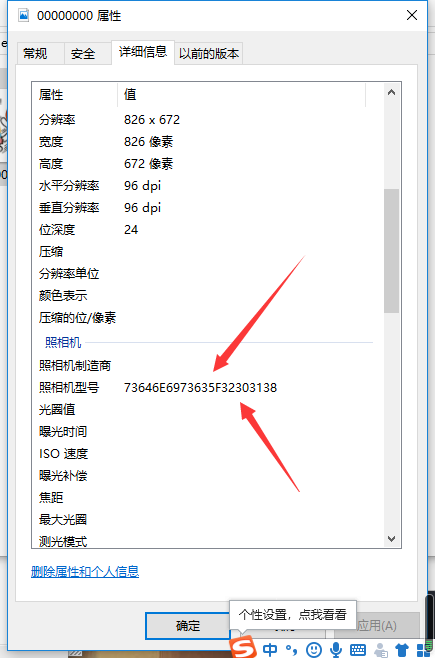 00000000 属性
常规 安全 详细信息 以前的版本
属性 值
分辨率 826 x 672
宽度 826 像素
高度 672 像素
水平分辨率 96 dpi
垂直分辨率 96 dpi
位深度 24
压缩
分辨率单位
颜色表示
压缩的位/像素
照相机
照相机制造商
照相机型号 73646E6973635F32303138
光圈值
曝光时间
ISO 速度
曝光补偿
焦距
最大光圈
测光模式
删除属性和个人信息
个性设置，点我看看
确定 应用(A)
中